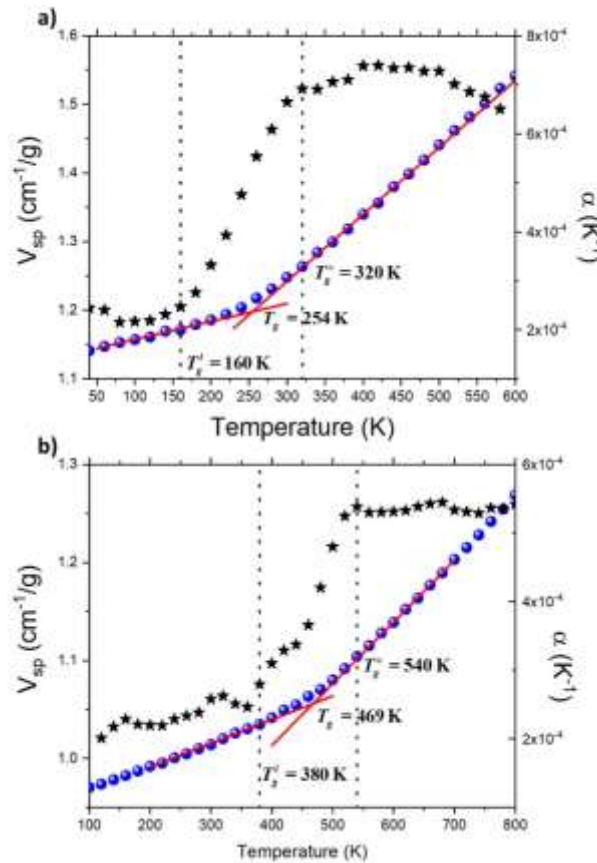 a)
1.6
1.5
1.4
1.3
1.2
1.1
V_sp (cm⁻¹/g)
8x10⁻⁴
6x10⁻⁴
4x10⁻⁴
2x10⁻⁴
α (K⁻¹)
T_g^u = 320 K
T_g = 254 K
T_g^l = 160 K
50 100 150 200 250 300 350 400 450 500 550 600
Temperature (K)
b)
1.3
1.2
1.1
1.0
V_sp (cm⁻¹/g)
6x10⁻⁴
4x10⁻⁴
2x10⁻⁴
α (K⁻¹)
T_g^u = 540 K
T_g = 469 K
T_g^l = 380 K
100 200 300 400 500 600 700 800
Temperature (K)